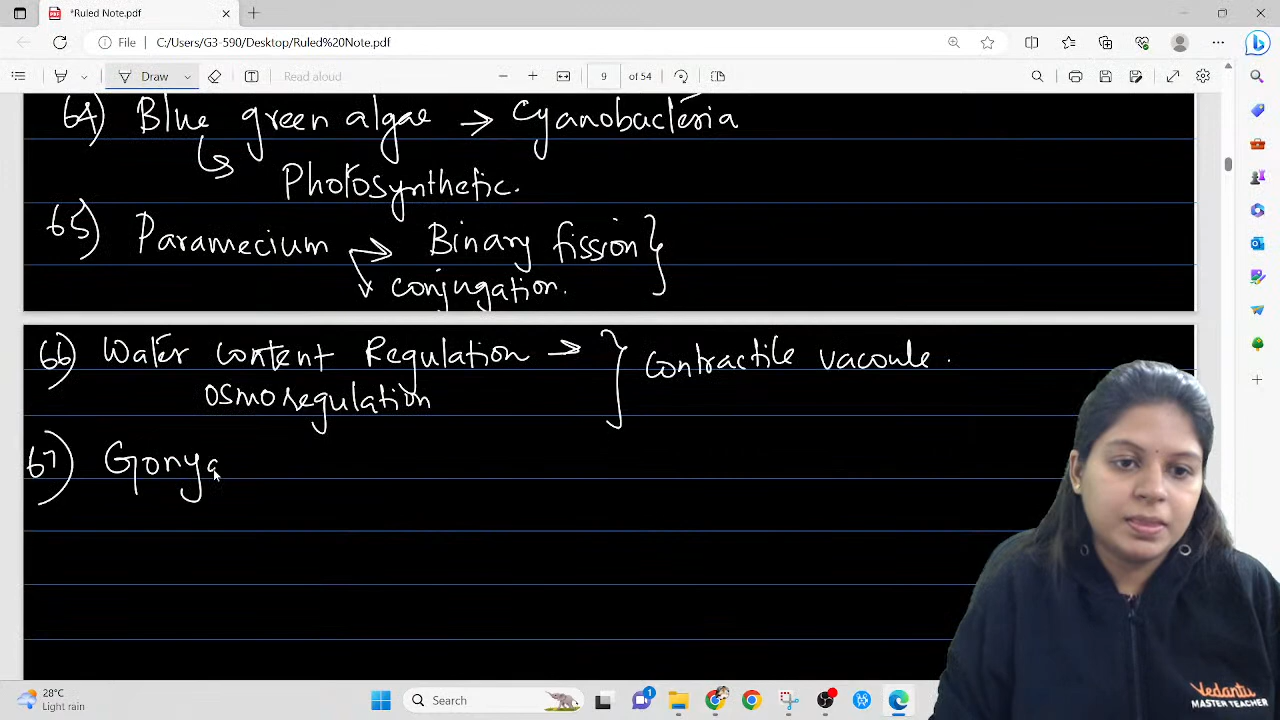 *Ruled Note.pdf
File C:/Users/G3-590/Desktop/Ruled%20Note.pdf
Draw Read aloud 9 of 54
64) Blue green algae → Cyanobacteria
Photosynthetic.
65) Paramecium → Binary fission
conjugation.
66) Water content Regulation → contractile vacoule.
osmoregulation
67) Gonya
Vedantu
MASTER TEACHER
28°C
Light rain
Search
1